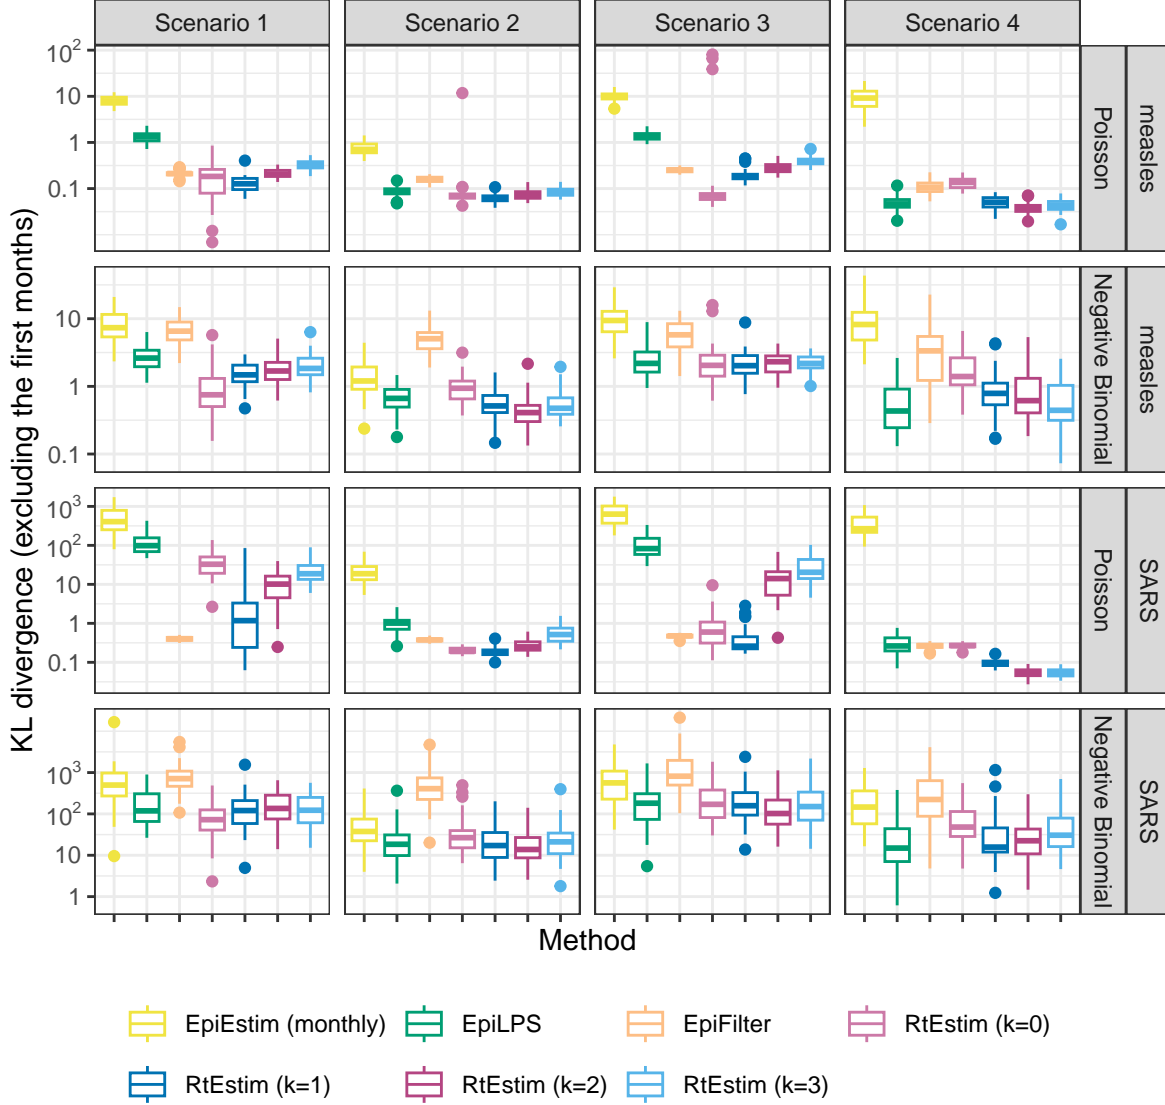 Scenario 1 Scenario 2 Scenario 3 Scenario 4
KL divergence (excluding the first months)
10² 10 1 0.1
Poisson measles
10 1 0.1
Negative Binomial measles
10³ 10² 10 1 0.1
Poisson SARS
10³ 10² 10 1
Negative Binomial SARS
Method
EpiEstim (monthly) EpiLPS EpiFilter RtEstim (k=0)
RtEstim (k=1) RtEstim (k=2) RtEstim (k=3)